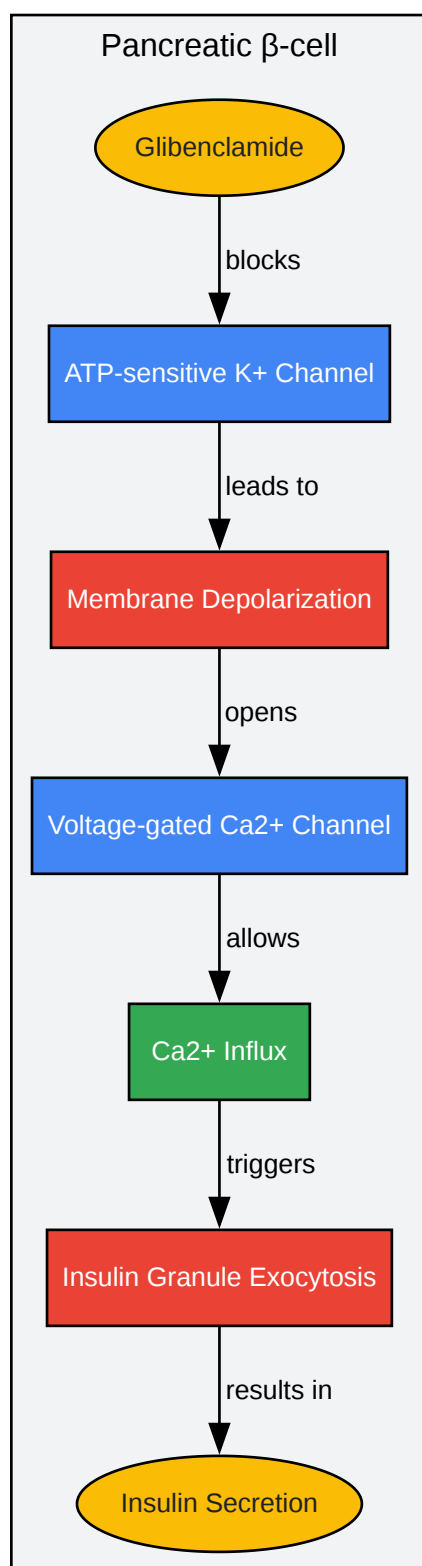 Pancreatic β-cell
Glibenclamide
blocks
ATP-sensitive K+ Channel
leads to
Membrane Depolarization
opens
Voltage-gated Ca2+ Channel
allows
Ca2+ Influx
triggers
Insulin Granule Exocytosis
results in
Insulin Secretion